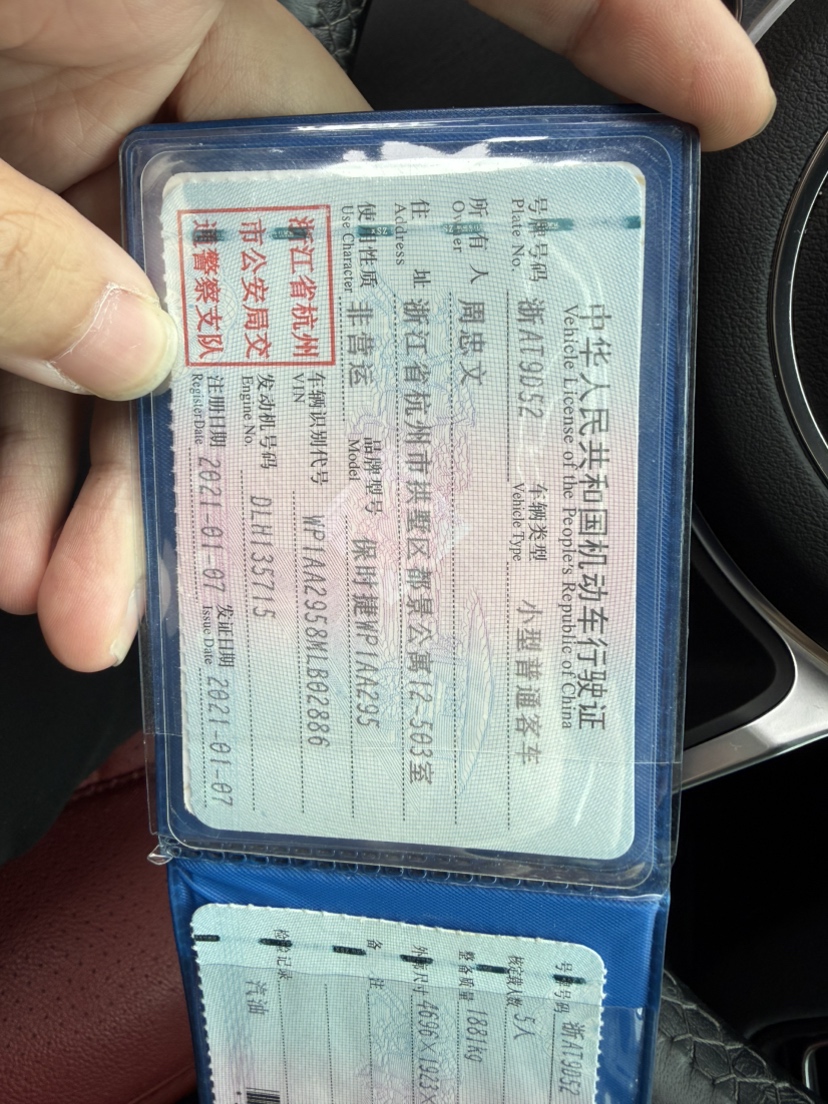 中华人民共和国机动车行驶证
Vehicle License of the People's Republic of China
号牌号码 浙AT9D52 车辆类型 小型普通客车
Plate No. Vehicle Type
所有人 周忠文
Owner
住址 浙江省杭州市拱墅区都景公寓12-503室
Address
使用性质 非营运 品牌型号 保时捷WP1AA295
Use Character Model
浙江省杭州
市公安局交
通警察支队
车辆识别代号 WP1AA2958MLB02886
VIN
发动机号码 DLH135715
Engine No.
注册日期 2021-01-07 发证日期 2021-01-07
Register Date Issue Date
号牌号码 浙AT9D52
核定载人数 5人
整备质量 1881kg
外廓尺寸 4696×1923×
备注
检验记录
汽油